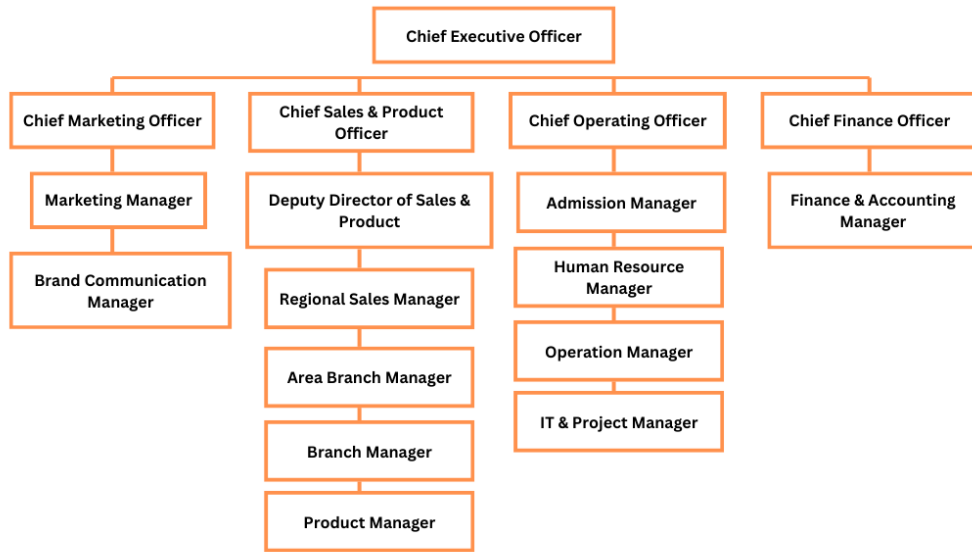 Chief Executive Officer
Chief Marketing Officer
Chief Sales & Product
Officer
Chief Operating Officer
Chief Finance Officer
Marketing Manager
Deputy Director of Sales &
Product
Admission Manager
Finance & Accounting
Manager
Brand Communication
Manager
Regional Sales Manager
Human Resource
Manager
Area Branch Manager
Operation Manager
Branch Manager
IT & Project Manager
Product Manager